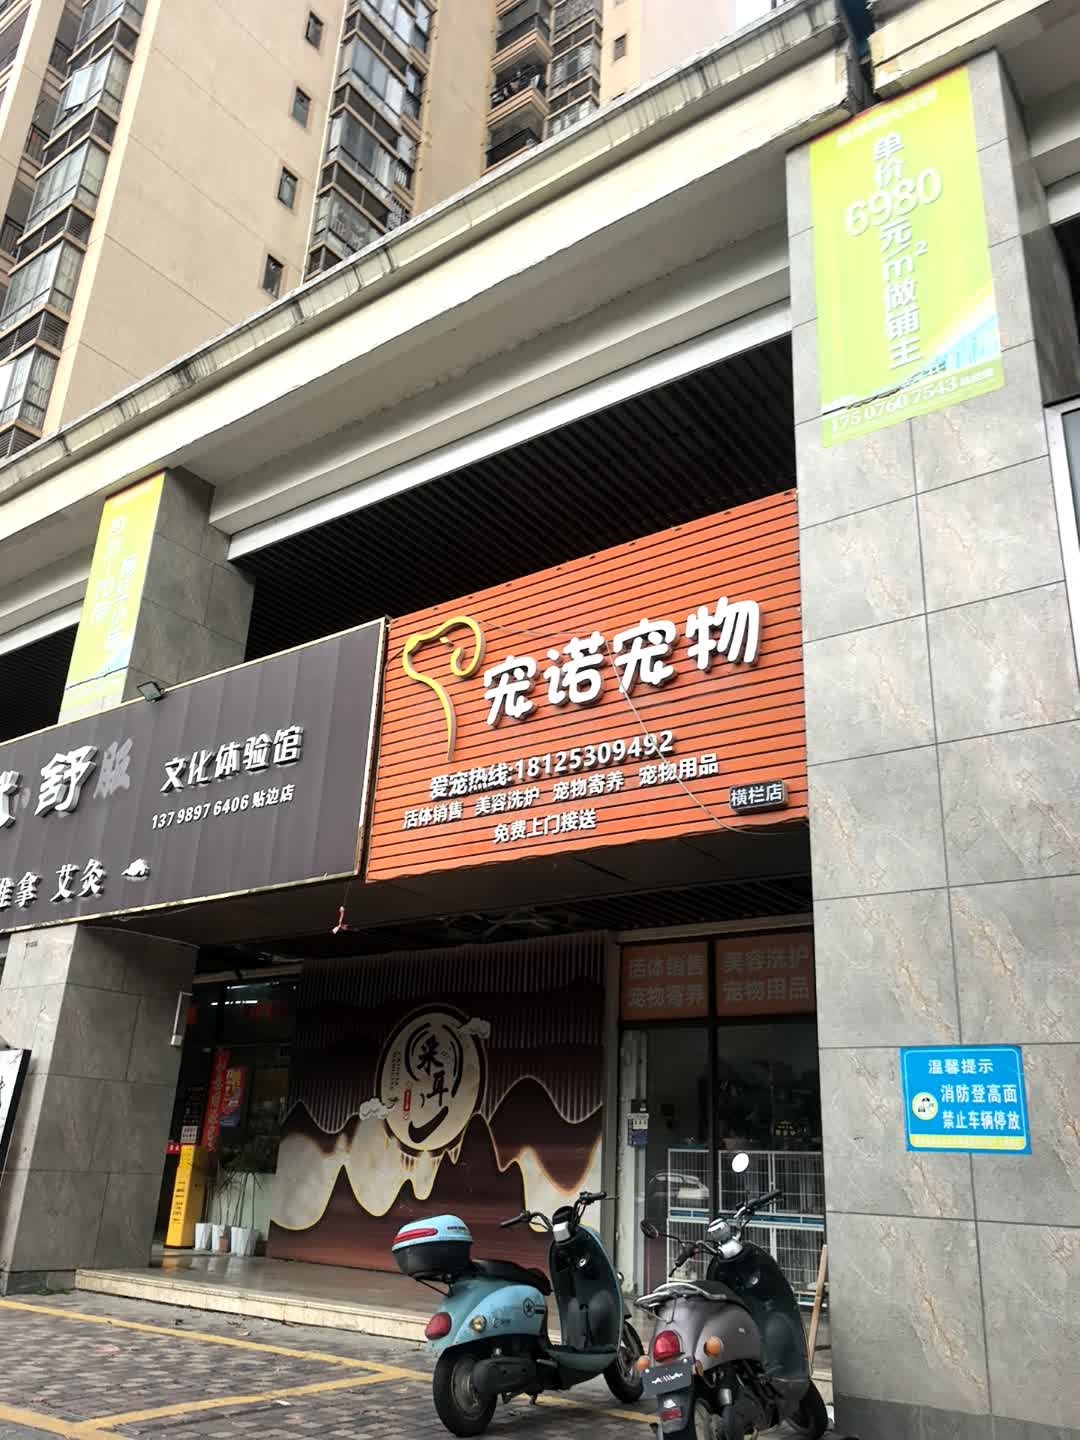 单价
6980
元/m²
做铺主
17507607543
宠诺宠物
爱宠热线:18125309492
活体销售 美容洗护 宠物寄养 宠物用品
免费上门接送
横栏店
舒服
文化体验馆
137 9897 6406 贴边店
推拿 艾灸
采耳
活体销售
宠物寄养
美容洗护
宠物用品
温馨提示
消防登高面
禁止车辆停放